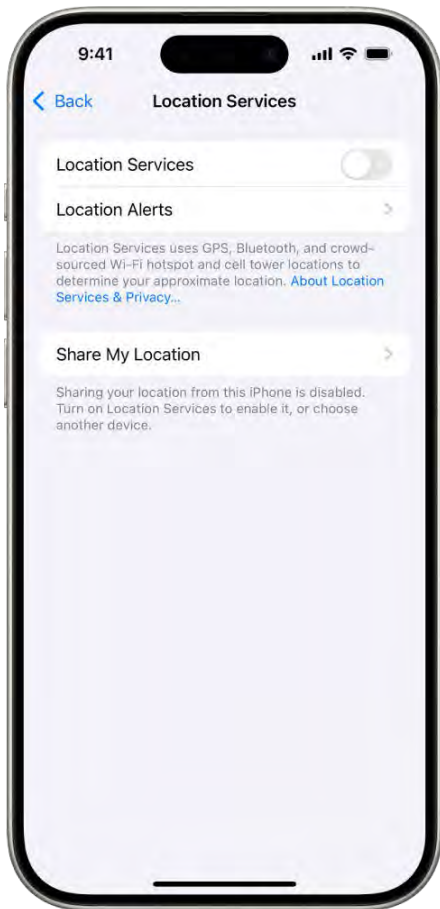 9:41
Back Location Services
Location Services
Location Alerts
Location Services uses GPS, Bluetooth, and crowd-
sourced Wi-Fi hotspot and cell tower locations to
determine your approximate location. About Location
Services & Privacy...
Share My Location
Sharing your location from this iPhone is disabled.
Turn on Location Services to enable it, or choose
another device.